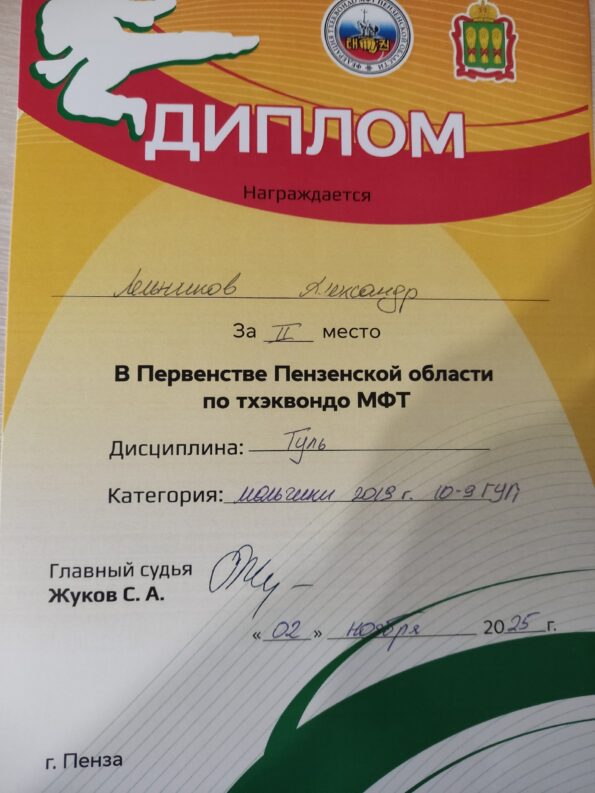 ДИПЛОМ
Награждается
Александр
За II место
В Первенстве Пензенской области
по тхэквондо МФТ
Дисциплина: Туль
Категория: мальчики 2019 г. 10-9 ГУП
Главный судья
Жуков С. А.
«02» ноября 2025 г.
г. Пенза